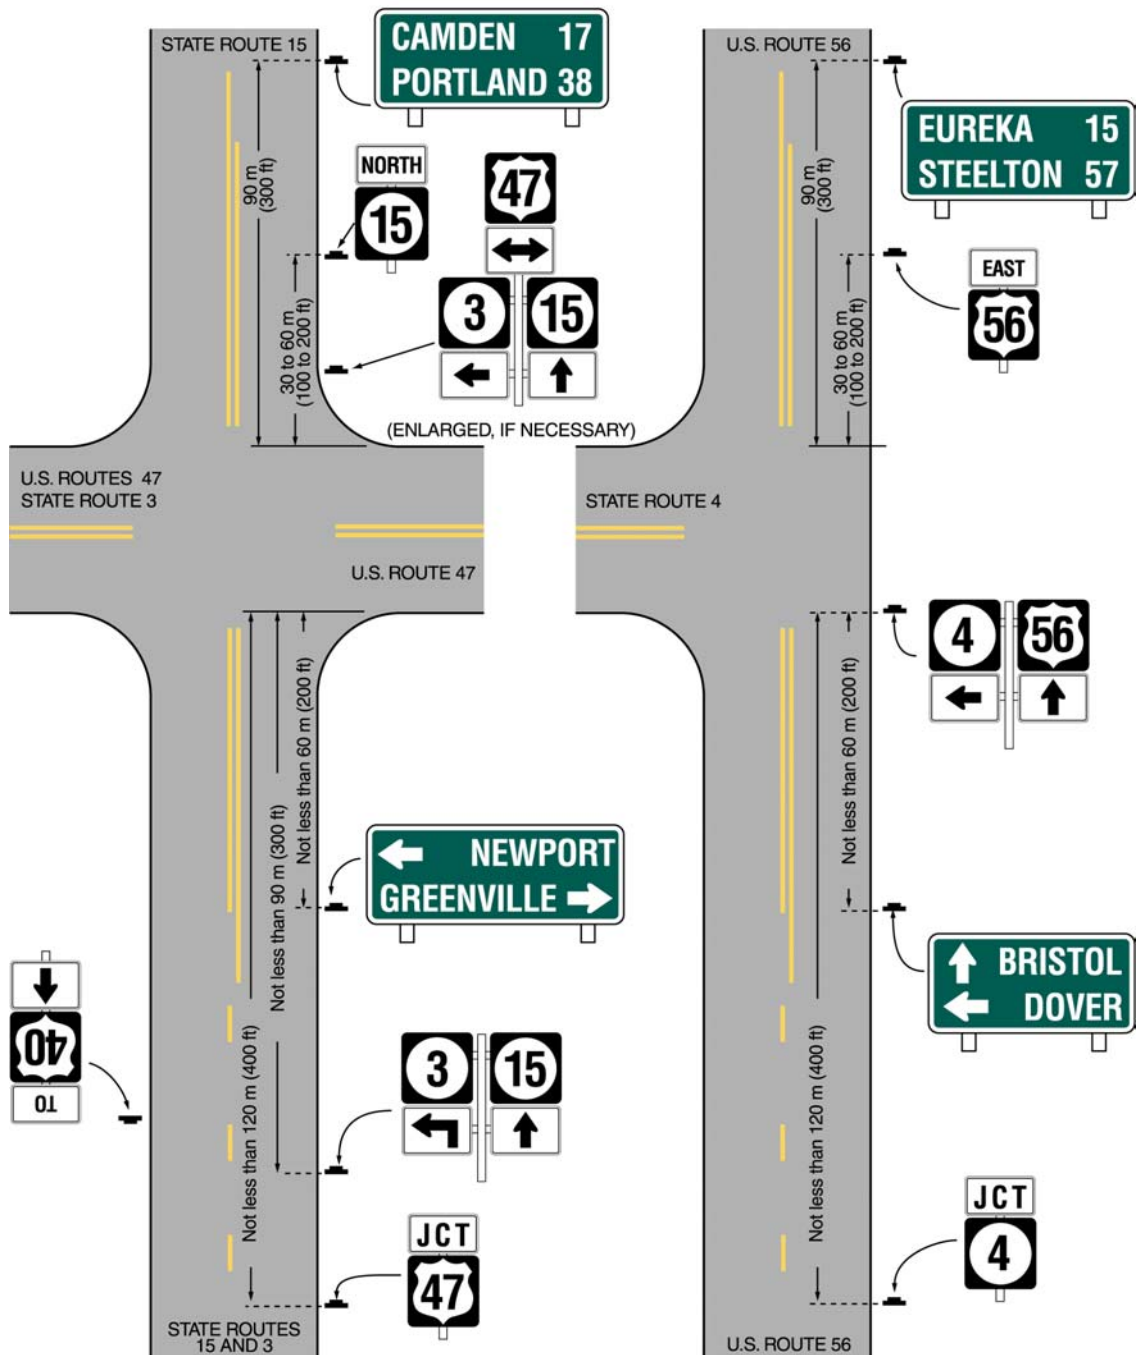 STATE ROUTE 15
CAMDEN 17
PORTLAND 38
90 m
(300 ft)
NORTH
15
30 to 60 m
(100 to 200 ft)
47
3
15
(ENLARGED, IF NECESSARY)
U.S. ROUTES 47
STATE ROUTE 3
U.S. ROUTE 47
Not less than 60 m (200 ft)
Not less than 90 m (300 ft)
Not less than 120 m (400 ft)
NEWPORT
GREENVILLE
40
TO
3
15
JCT
47
STATE ROUTES
15 AND 3
U.S. ROUTE 56
EUREKA 15
STEELTON 57
90 m
(300 ft)
EAST
56
30 to 60 m
(100 to 200 ft)
STATE ROUTE 4
4
56
Not less than 60 m (200 ft)
Not less than 120 m (400 ft)
BRISTOL
DOVER
JCT
4
U.S. ROUTE 56